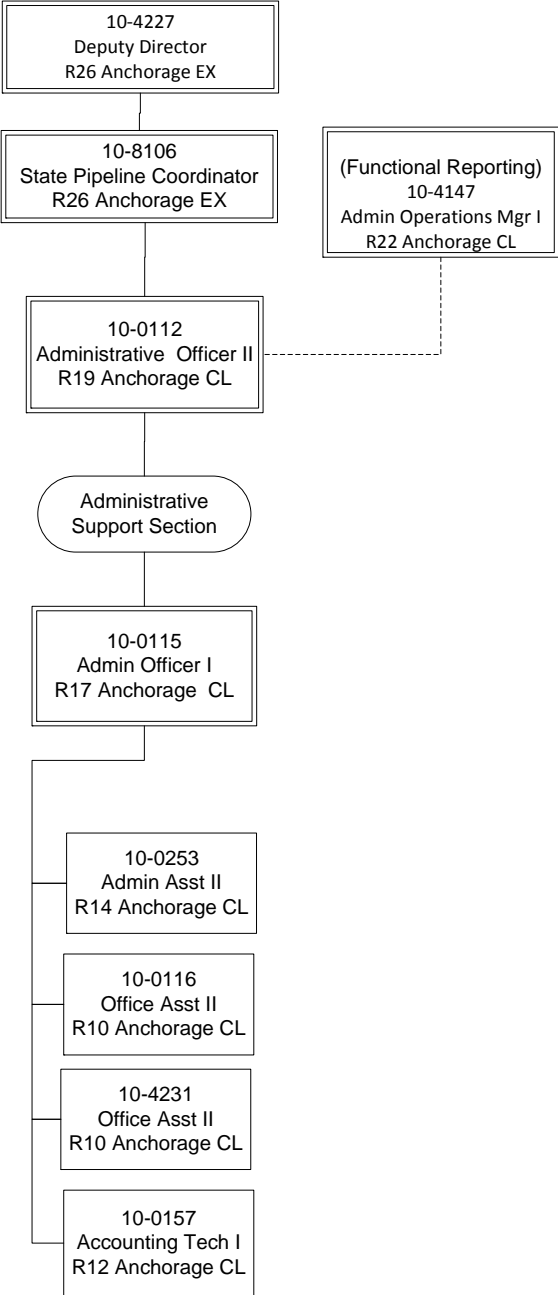 10-4227
Deputy Director
R26 Anchorage EX
10-8106
State Pipeline Coordinator
R26 Anchorage EX
(Functional Reporting)
10-4147
Admin Operations Mgr I
R22 Anchorage CL
10-0112
Administrative Officer II
R19 Anchorage CL
Administrative
Support Section
10-0115
Admin Officer I
R17 Anchorage CL
10-0253
Admin Asst II
R14 Anchorage CL
10-0116
Office Asst II
R10 Anchorage CL
10-4231
Office Asst II
R10 Anchorage CL
10-0157
Accounting Tech I
R12 Anchorage CL